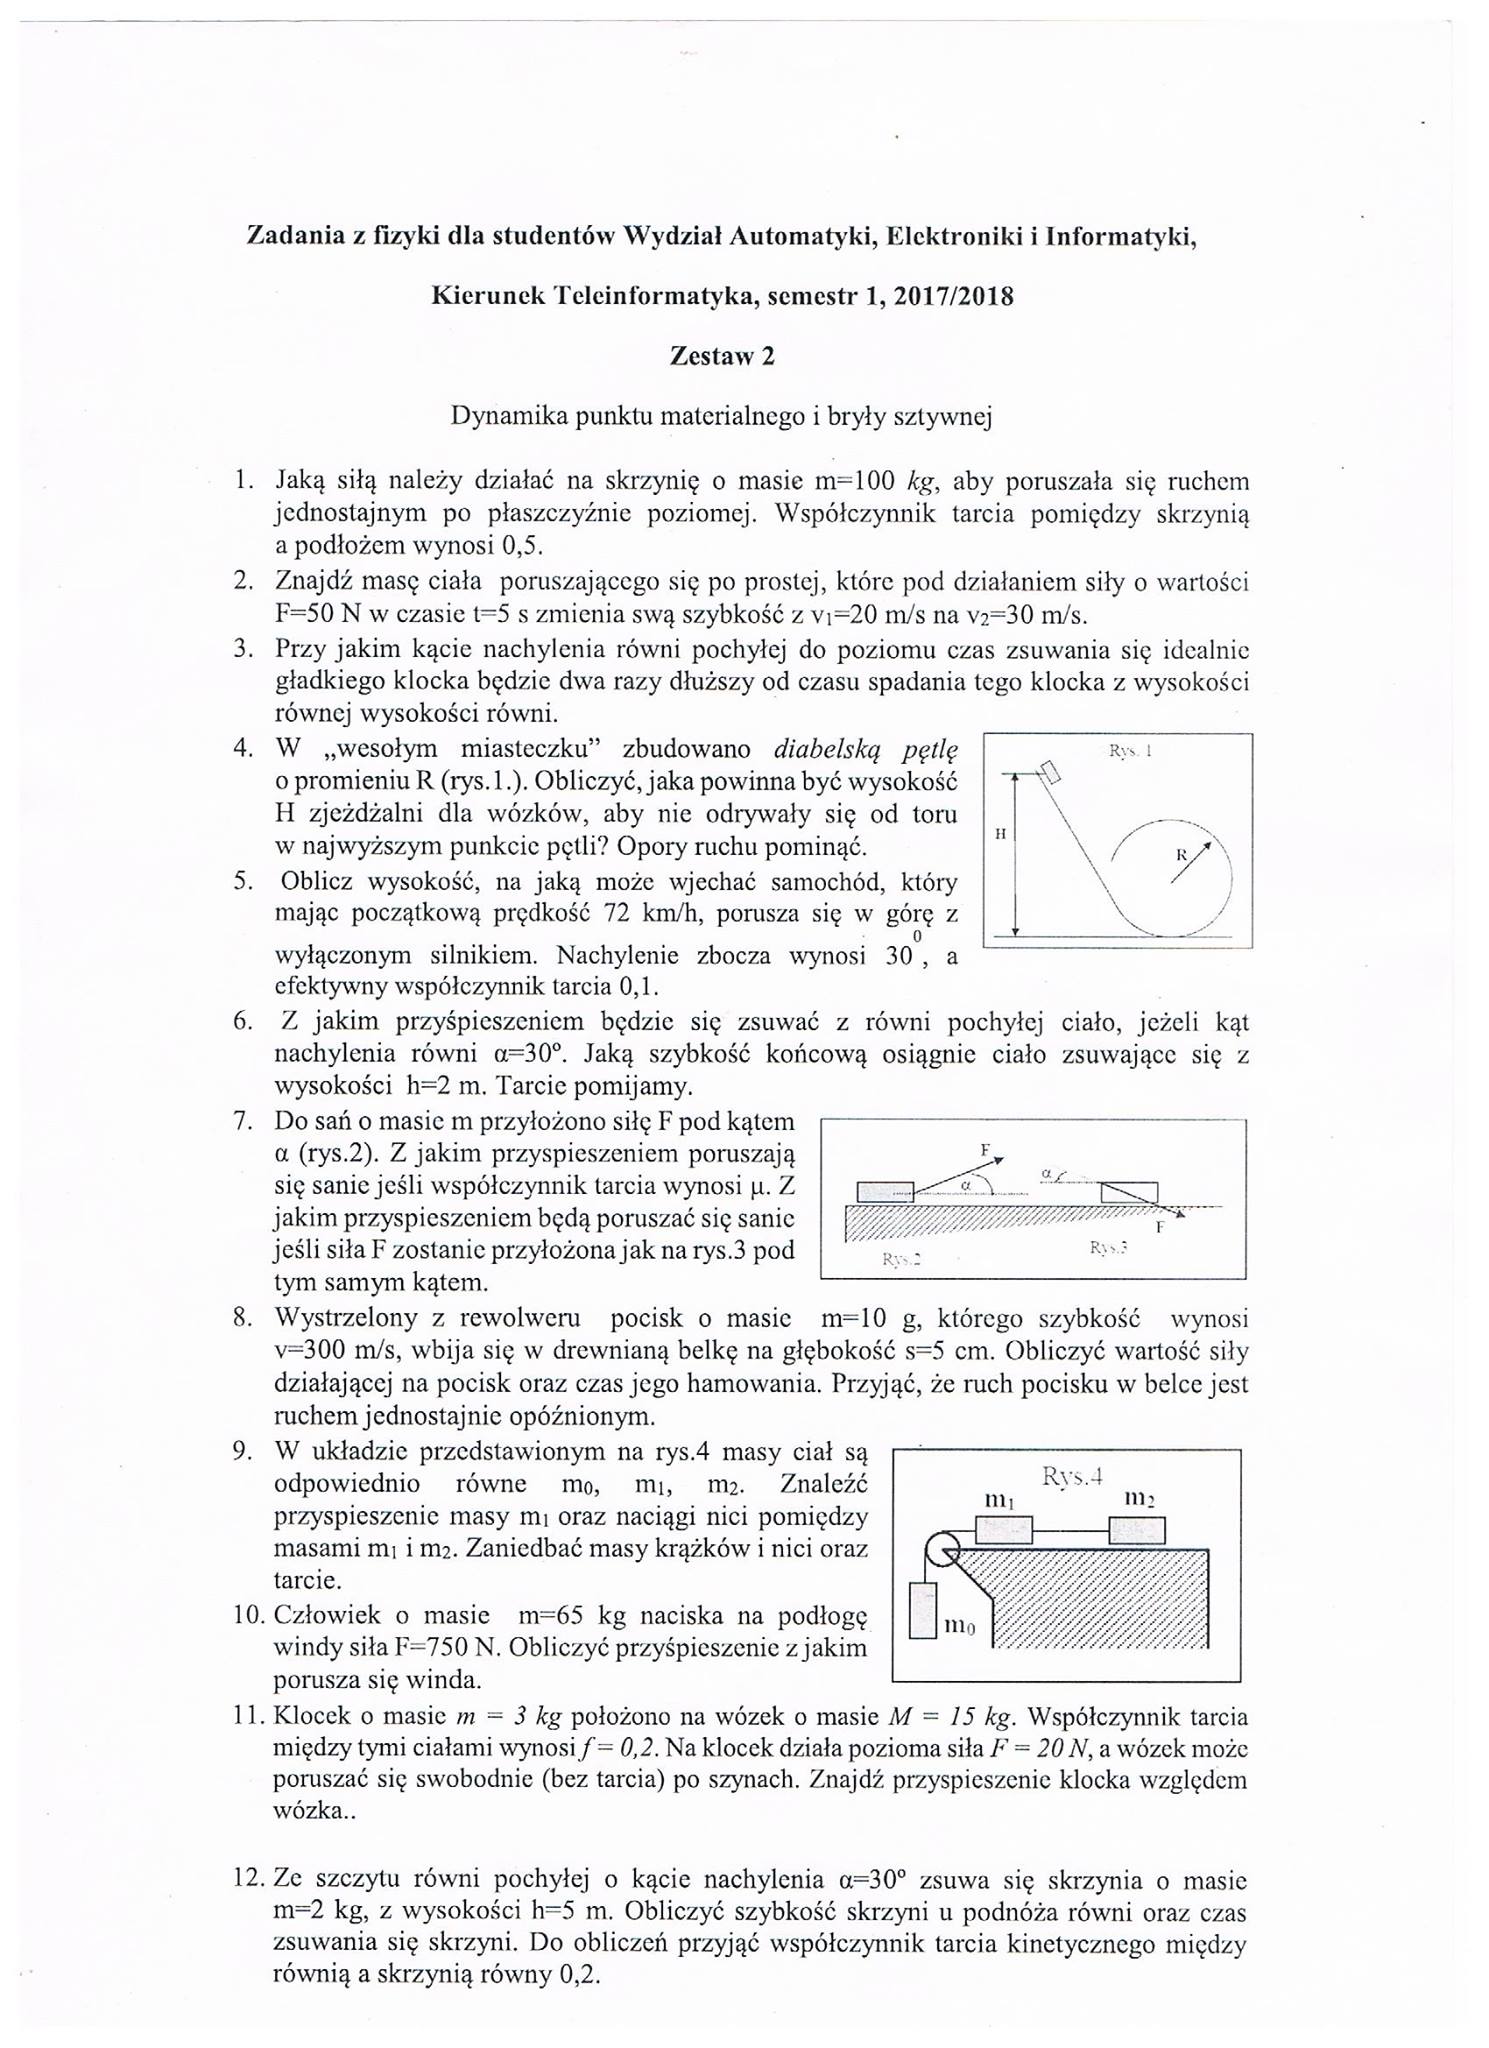 Zadania z fizyki dla studentów Wydział Automatyki, Elektroniki i Informatyki,
Kierunek Teleinformatyka, semestr 1, 2017/2018
Zestaw 2
Dynamika punktu materialnego i bryły sztywnej
1. Jaką siłą należy działać na skrzynię o masie m=100 kg, aby poruszała się ruchem
jednostajnym po płaszczyźnie poziomej. Współczynnik tarcia pomiędzy skrzynią
a podłożem wynosi 0,5.
2. Znajdź masę ciała poruszającego się po prostej, które pod działaniem siły o wartości
F=50 N w czasie t=5 s zmienia swą szybkość z v1=20 m/s na v2=30 m/s.
3. Przy jakim kącie nachylenia równi pochyłej do poziomu czas zsuwania się idealnie
gładkiego klocka będzie dwa razy dłuższy od czasu spadania tego klocka z wysokości
równej wysokości równi.
4. W „wesołym miasteczku” zbudowano diabelską pętlę
o promieniu R (rys.1.). Obliczyć, jaka powinna być wysokość
H zjeżdżalni dla wózków, aby nie odrywały się od toru
w najwyższym punkcie pętli? Opory ruchu pominąć.
Rys. 1
H
R
5. Oblicz wysokość, na jaką może wjechać samochód, który
mając początkową prędkość 72 km/h, porusza się w górę z
wyłączonym silnikiem. Nachylenie zbocza wynosi 30⁰, a
efektywny współczynnik tarcia 0,1.
6. Z jakim przyśpieszeniem będzie się zsuwać z równi pochyłej ciało, jeżeli kąt
nachylenia równi α=30°. Jaką szybkość końcową osiągnie ciało zsuwające się z
wysokości h=2 m. Tarcie pomijamy.
7. Do sań o masie m przyłożono siłę F pod kątem
α (rys.2). Z jakim przyspieszeniem poruszają
się sanie jeśli współczynnik tarcia wynosi μ. Z
jakim przyspieszeniem będą poruszać się sanie
jeśli siła F zostanie przyłożona jak na rys.3 pod
tym samym kątem.
F
α
α
F
Rys.2
Rys.3
8. Wystrzelony z rewolweru pocisk o masie m=10 g, którego szybkość wynosi
v=300 m/s, wbija się w drewnianą belkę na głębokość s=5 cm. Obliczyć wartość siły
działającej na pocisk oraz czas jego hamowania. Przyjąć, że ruch pocisku w belce jest
ruchem jednostajnie opóźnionym.
9. W układzie przedstawionym na rys.4 masy ciał są
odpowiednio równe m0, m1, m2. Znaleźć
przyspieszenie masy m1 oraz naciągi nici pomiędzy
masami m1 i m2. Zaniedbać masy krążków i nici oraz
tarcie.
Rys.4
m1
m2
m0
10. Człowiek o masie m=65 kg naciska na podłogę
windy siła F=750 N. Obliczyć przyśpieszenie z jakim
porusza się winda.
11. Klocek o masie m = 3 kg położono na wózek o masie M = 15 kg. Współczynnik tarcia
między tymi ciałami wynosi f = 0,2. Na klocek działa pozioma siła F = 20 N, a wózek może
poruszać się swobodnie (bez tarcia) po szynach. Znajdź przyspieszenie klocka względem
wózka..
12. Ze szczytu równi pochyłej o kącie nachylenia α=30° zsuwa się skrzynia o masie
m=2 kg, z wysokości h=5 m. Obliczyć szybkość skrzyni u podnóża równi oraz czas
zsuwania się skrzyni. Do obliczeń przyjąć współczynnik tarcia kinetycznego między
równią a skrzynią równy 0,2.